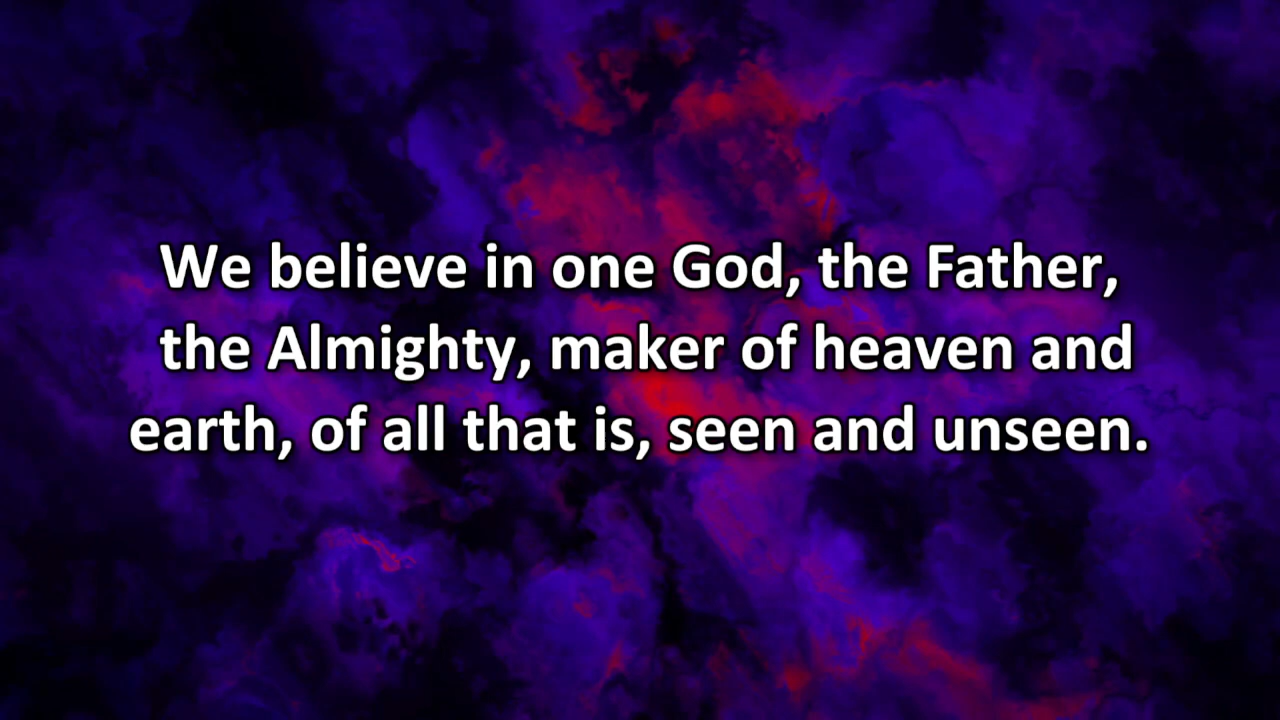 We believe in one God, the Father,
the Almighty, maker of heaven and
earth, of all that is, seen and unseen.